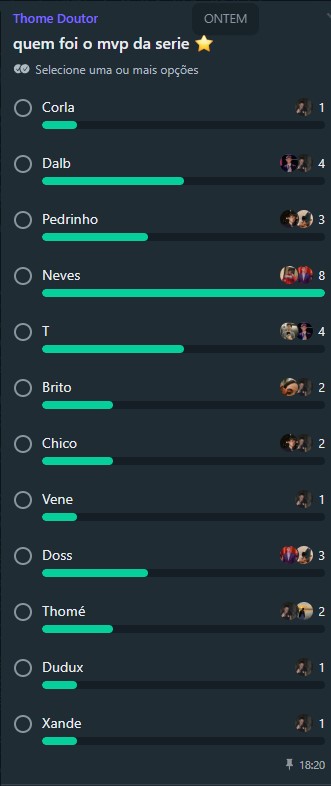 Thome Doutor
ONTEM
quem foi o mvp da serie ⭐
Selecione uma ou mais opções
Corla 1
Dalb 4
Pedrinho 3
Neves 8
T 4
Brito 2
Chico 2
Vene 1
Doss 3
Thomé 2
Dudux 1
Xande 1
18:20